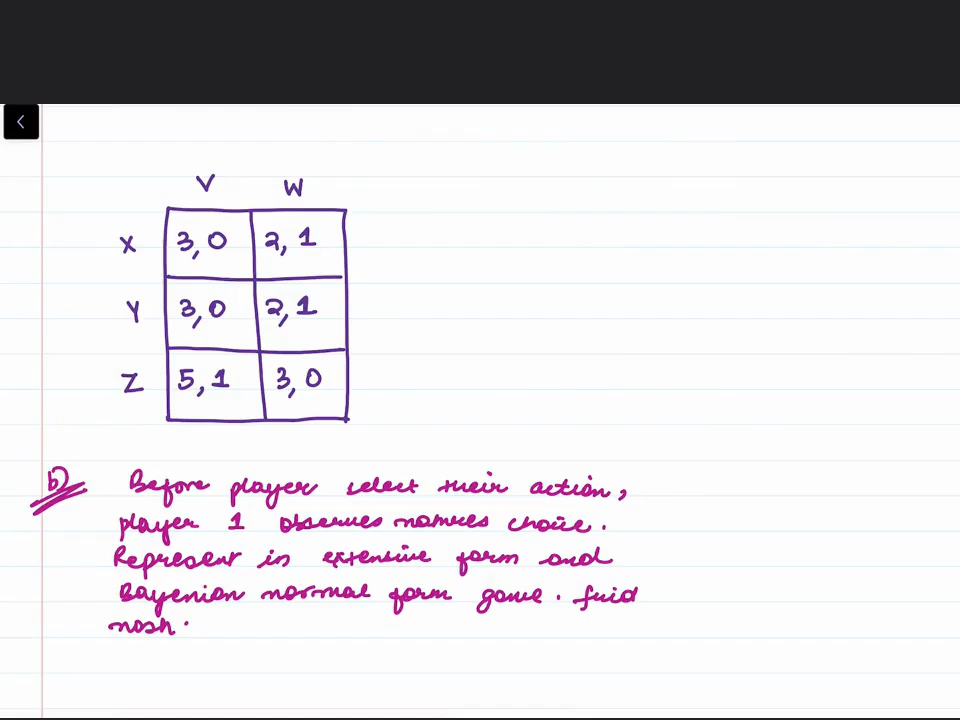 V W
X 3, 0 2, 1
Y 3, 0 2, 1
Z 5, 1 3, 0
b) Before player select their action,
player 1 observes natures choice.
Represent in extensive form and
Bayenian normal form game. find
nash.